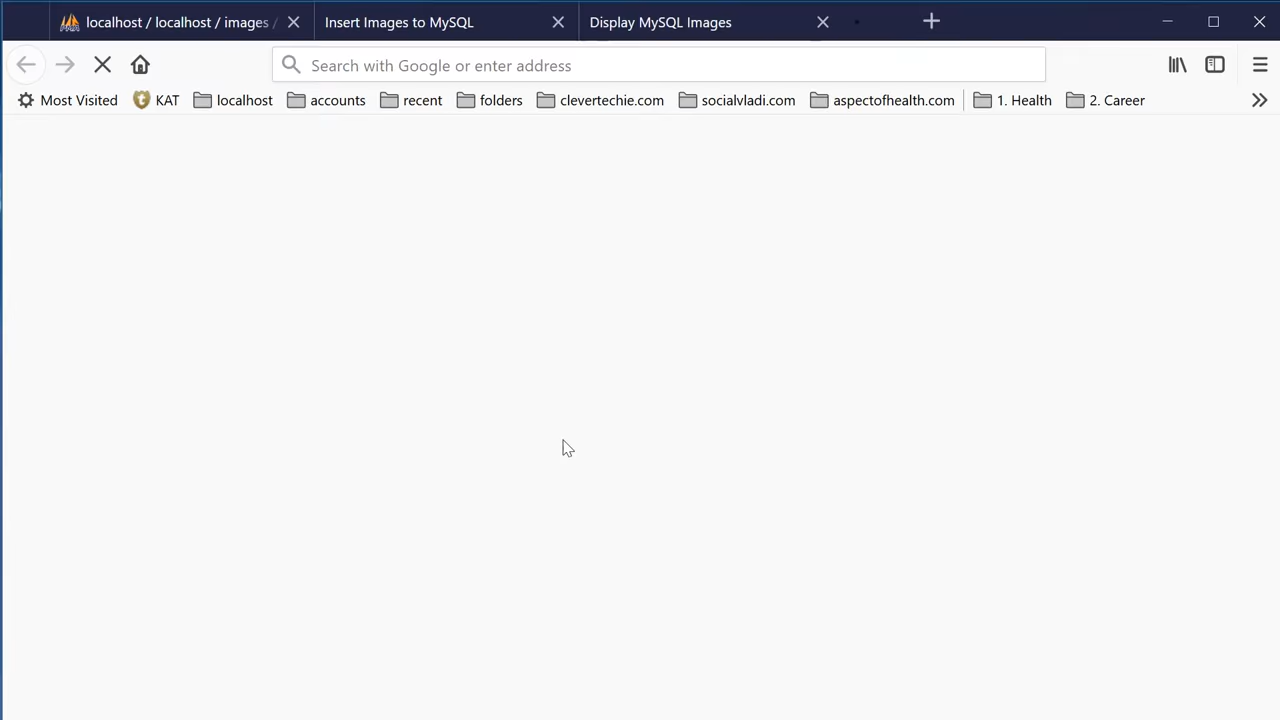 localhost / localhost / images /
Insert Images to MySQL
Display MySQL Images
Search with Google or enter address
Most Visited
KAT
localhost
accounts
recent
folders
clevertechie.com
socialvladi.com
aspectofhealth.com
1. Health
2. Career